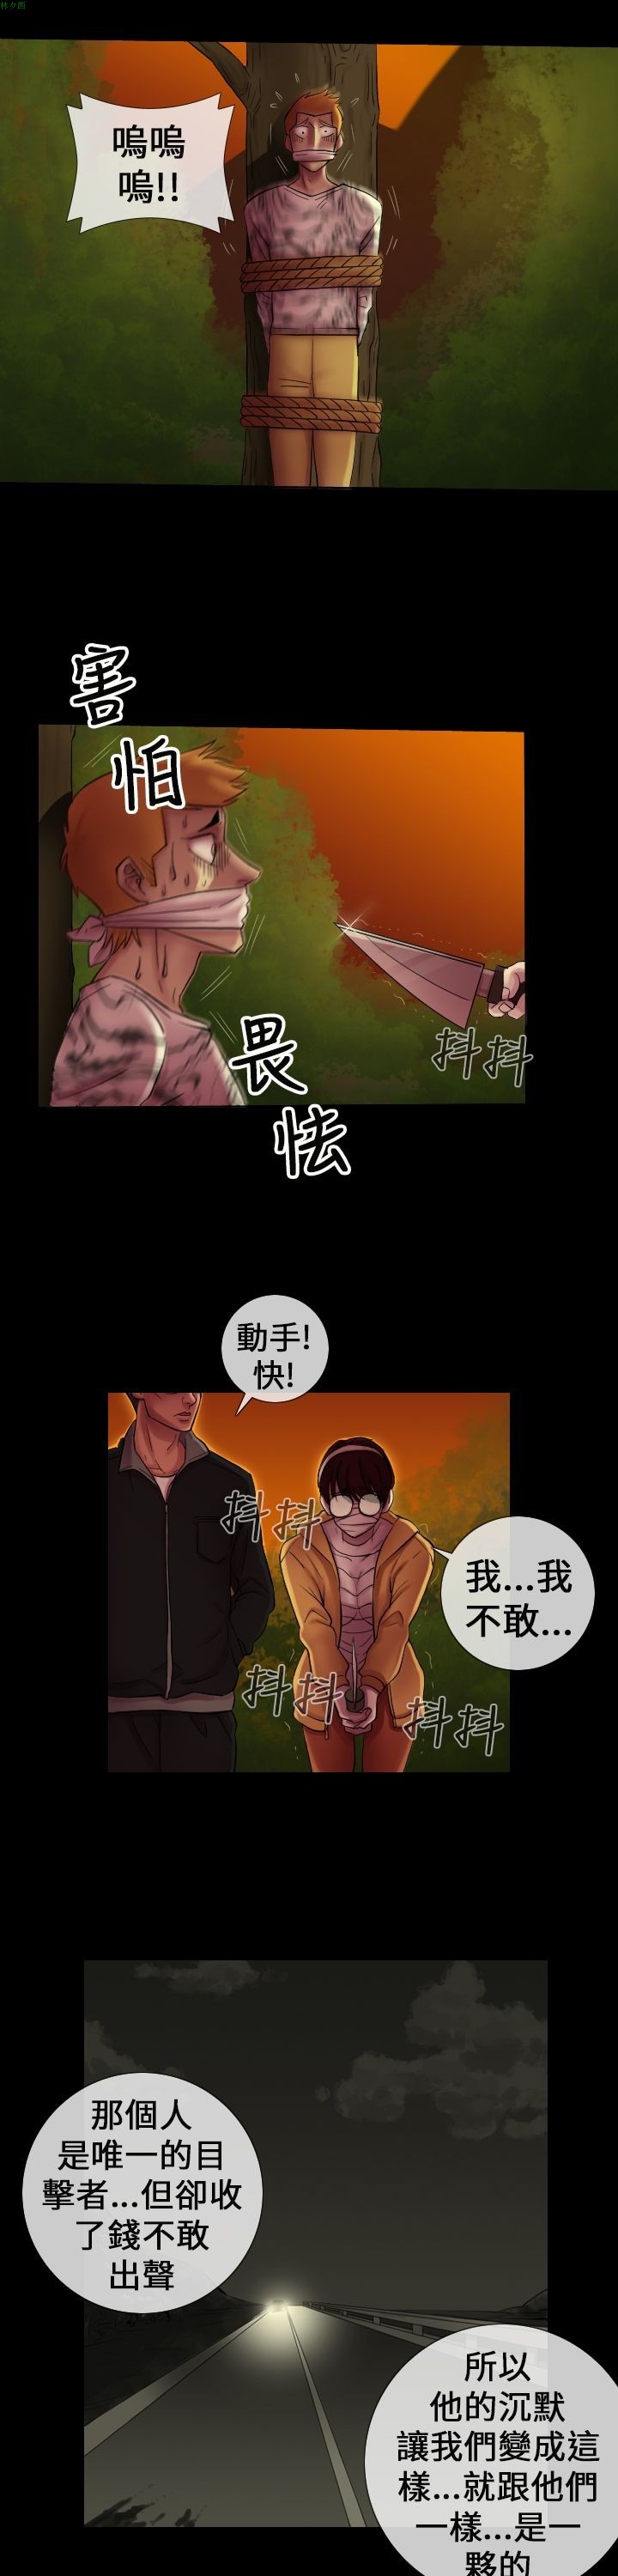 林夕西
嗚嗚
嗚!!
害
怕
畏
怯
抖抖
動手!
快!
抖抖
我...我
不敢...
抖抖
抖抖
那個人
是唯一的目
擊者...但卻收
了錢不敢
出聲
所以
他的沉默
讓我們變成這
樣...就跟他們
一樣...是一
夥的